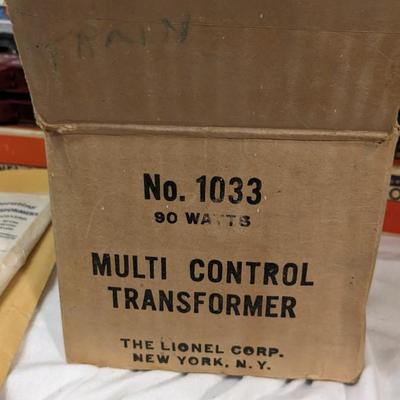 TRAIN
No. 1033
90 WATTS
MULTI CONTROL
TRANSFORMER
THE LIONEL CORP.
NEW YORK, N.Y.